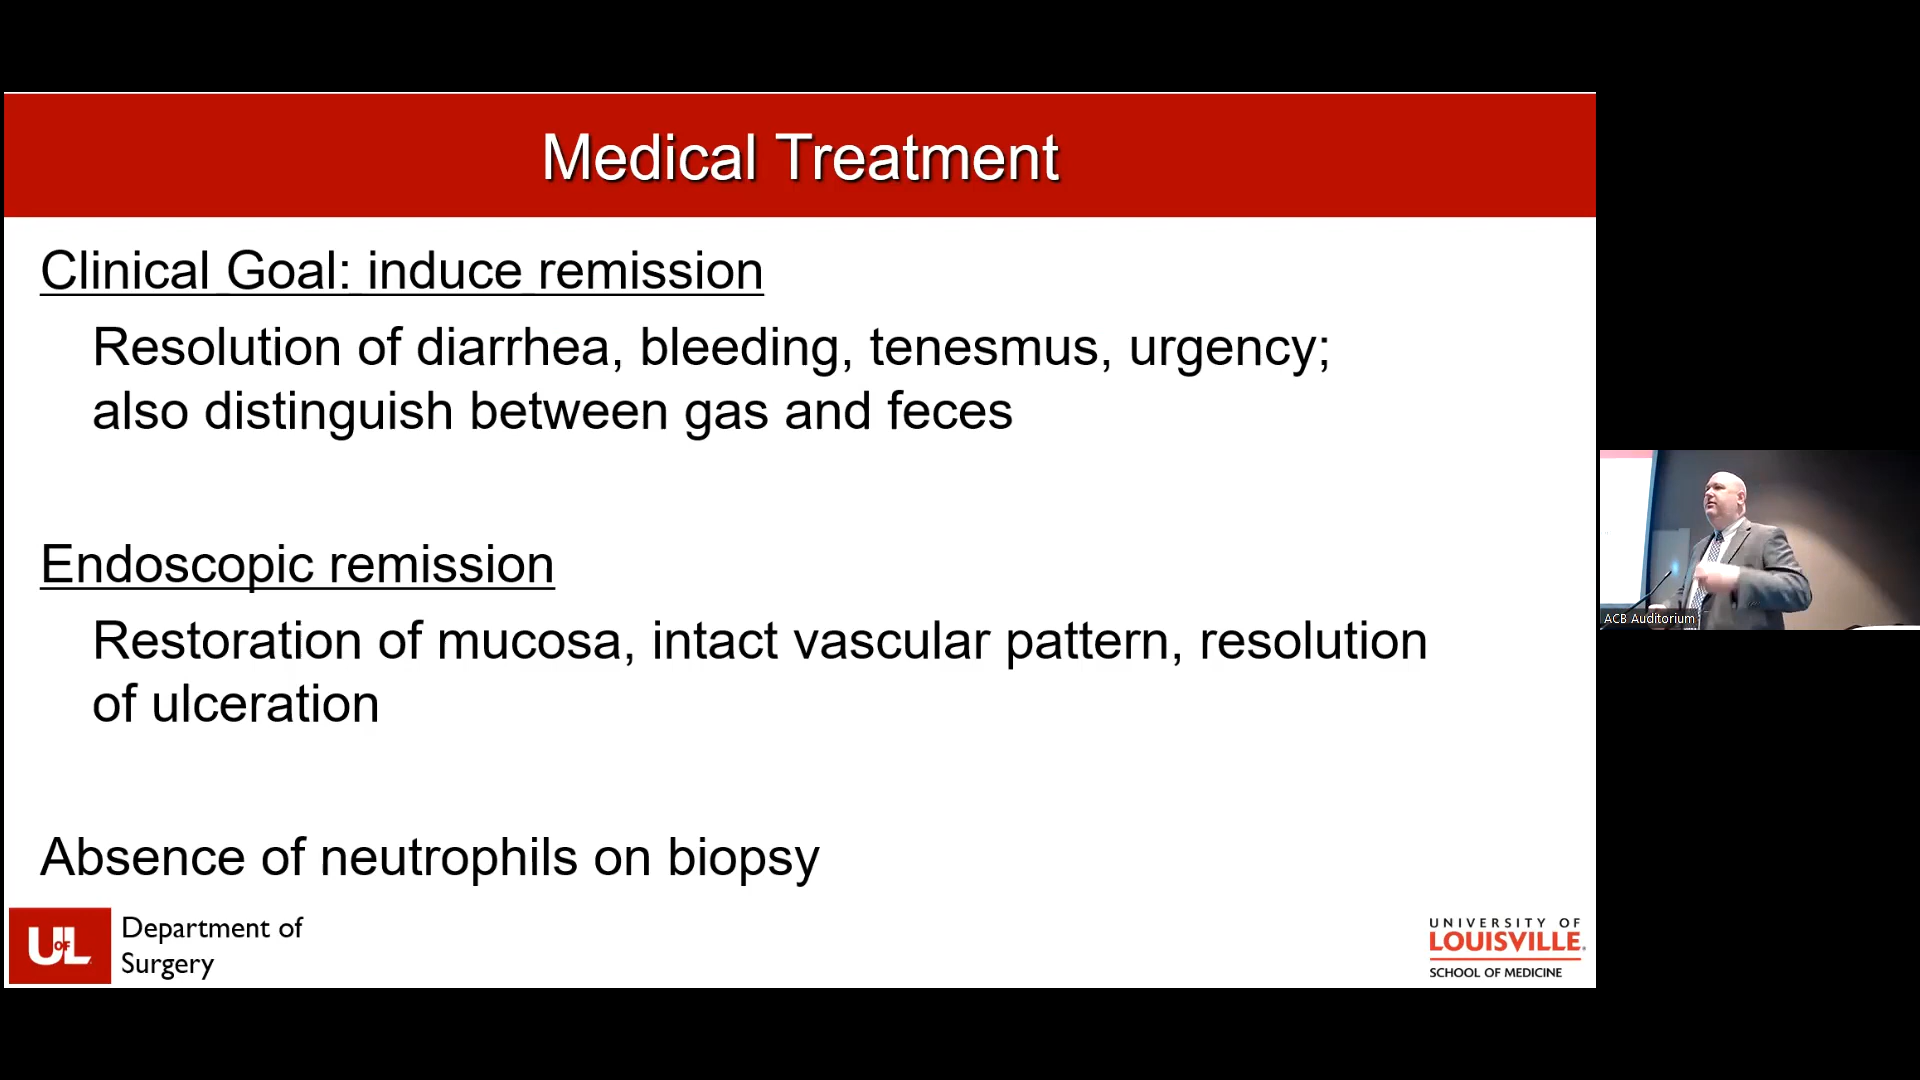 Medical Treatment
Clinical Goal: induce remission
Resolution of diarrhea, bleeding, tenesmus, urgency;
also distinguish between gas and feces
Endoscopic remission
Restoration of mucosa, intact vascular pattern, resolution
of ulceration
Absence of neutrophils on biopsy
UofL
Department of
Surgery
UNIVERSITY OF
LOUISVILLE.
SCHOOL OF MEDICINE
ACB Auditorium